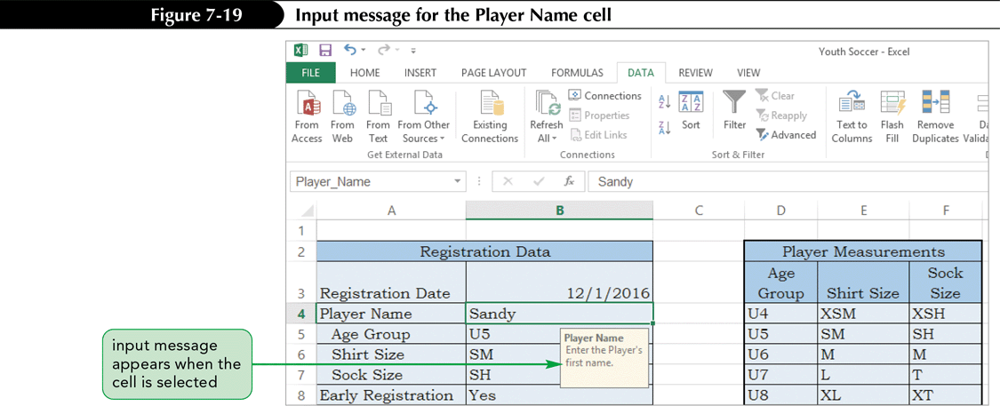 Figure 7-19 Input message for the Player Name cell
Youth Soccer - Excel
FILE HOME INSERT PAGE LAYOUT FORMULAS DATA REVIEW VIEW
From Access
From Web
From Text
From Other Sources
Existing Connections
Get External Data
Refresh All
Connections
Properties
Edit Links
Connections
Sort
Filter
Clear
Reapply
Advanced
Sort & Filter
Text to Columns
Flash Fill
Remove Duplicates
Da
Valida
Player_Name fx Sandy
A B C D E F
1
2 Registration Data Player Measurements
3 Registration Date 12/1/2016 Age Group Shirt Size Sock Size
4 Player Name Sandy U4 XSM XSH
5 Age Group U5 U5 SM SH
6 Shirt Size SM U6 M M
7 Sock Size SH U7 L T
8 Early Registration Yes U8 XL XT
Player Name
Enter the Player's
first name.
input message
appears when the
cell is selected